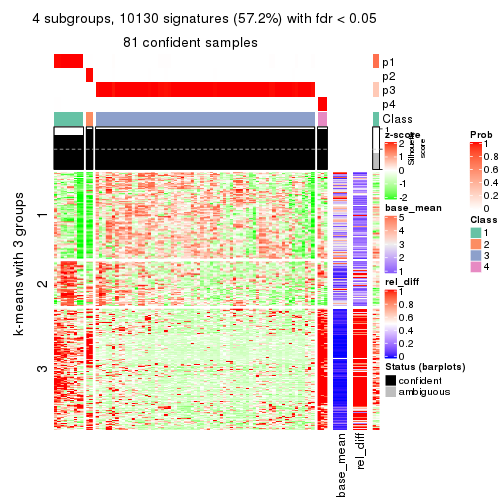 4 subgroups, 10130 signatures (57.2%) with fdr < 0.05
81 confident samples
p1
p2
p3
p4
Class
1
Silhouette
score
k-means with 3 groups
1
2
3
base_mean
rel_diff
z-score
2
1
0
-1
-2
base_mean
5
4
3
2
1
rel_diff
1
0.8
0.6
0.4
0.2
0
Status (barplots)
confident
ambiguous
Prob
1
0.8
0.6
0.4
0.2
0
Class
1
2
3
4